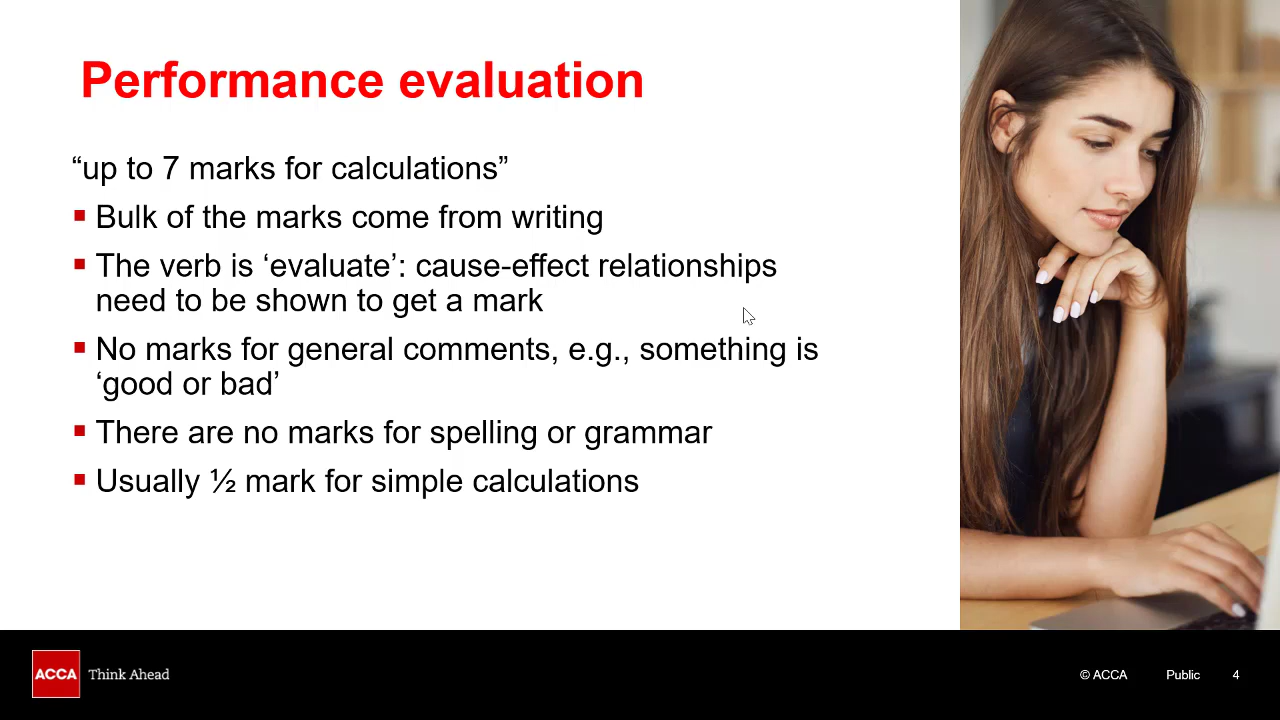 Performance evaluation
“up to 7 marks for calculations”
▪ Bulk of the marks come from writing
▪ The verb is ‘evaluate’: cause-effect relationships
need to be shown to get a mark
▪ No marks for general comments, e.g., something is
‘good or bad’
▪ There are no marks for spelling or grammar
▪ Usually ½ mark for simple calculations
ACCA Think Ahead
© ACCA Public 4